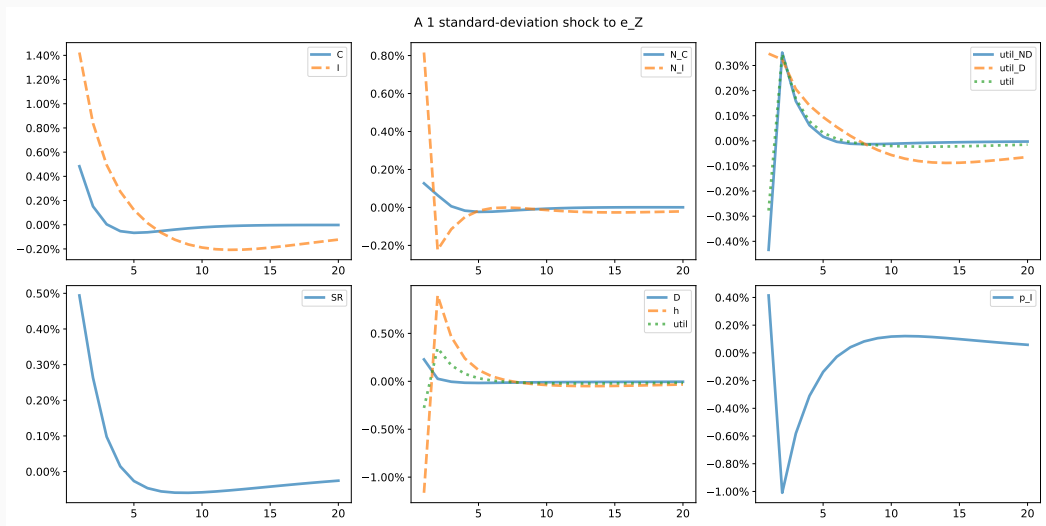 A 1 standard-deviation shock to e_Z
1.40%
1.20%
1.00%
0.80%
0.60%
0.40%
0.20%
0.00%
−0.20%
5 10 15 20
C
I
0.80%
0.60%
0.40%
0.20%
0.00%
−0.20%
5 10 15 20
N_C
N_I
0.30%
0.20%
0.10%
0.00%
−0.10%
−0.20%
−0.30%
−0.40%
5 10 15 20
util_ND
util_D
util
0.50%
0.40%
0.30%
0.20%
0.10%
0.00%
5 10 15 20
SR
0.50%
0.00%
−0.50%
−1.00%
5 10 15 20
D
h
util
0.40%
0.20%
0.00%
−0.20%
−0.40%
−0.60%
−0.80%
−1.00%
5 10 15 20
p_I